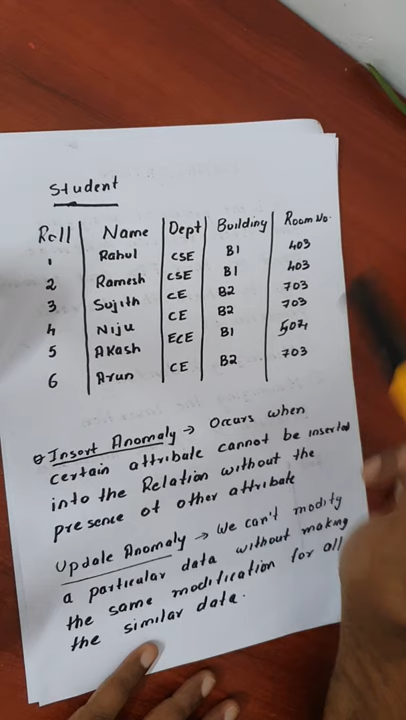 Student
Roll Name Dept Building Room No.
1 Rahul CSE B1 403
2 Ramesh CSE B1 403
3 Sujith CE B2 703
4 Niju CE B2 703
5 AKash ECE B1 504
6 Arun CE B2 703
Insort Anomaly → Occurs when
certain attribute cannot be inserted
into the Relation without the
presence of other attribute
Update Anomaly → We can't modify
a particular data without making
the same modification for all
the similar data.